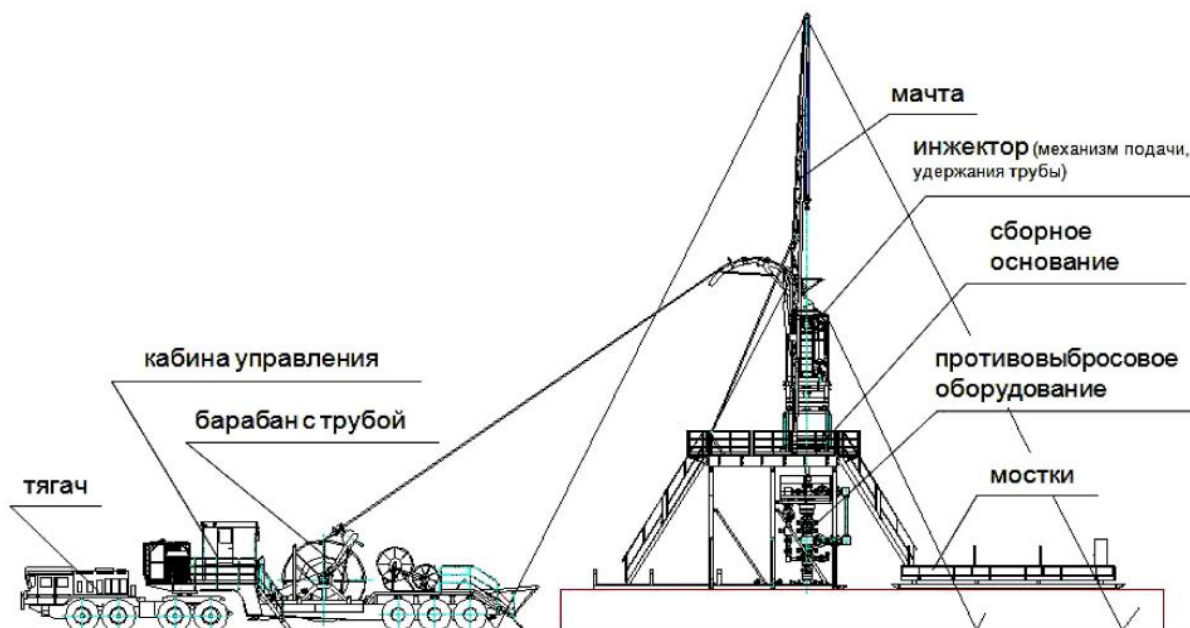 мачта
инжектор (механизм подачи,
удержания трубы)
сборное
основание
кабина управления
противовыбросовое
оборудование
барабан с трубой
тягач
мостки